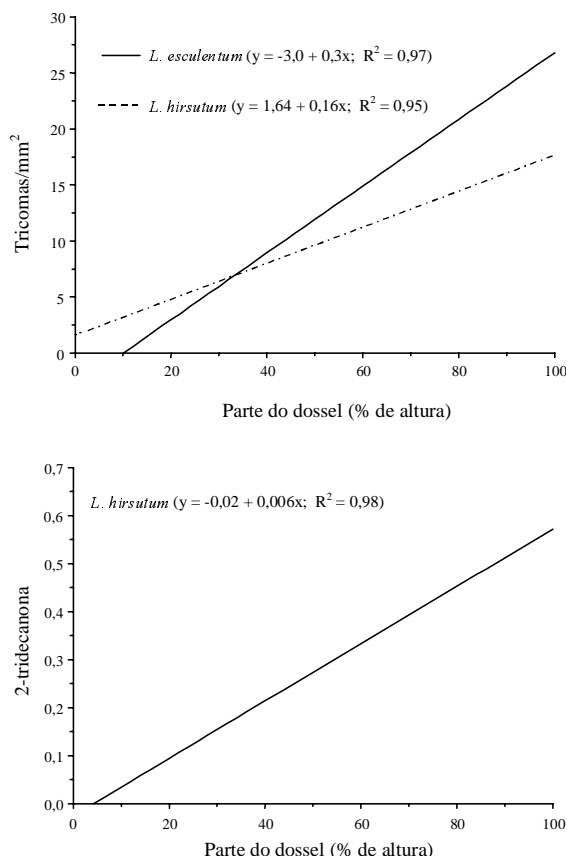 30
L. esculentum (y = -3,0 + 0,3x; R² = 0,97)
25
L. hirsutum (y = 1,64 + 0,16x; R² = 0,95)
20
Tricomas/mm²
15
10
5
0
0 20 40 60 80 100
Parte do dossel (% de altura)
0,7
L. hirsutum (y = -0,02 + 0,006x; R² = 0,98)
0,6
0,5
0,4
2-tridecanona
0,3
0,2
0,1
0,0
0 20 40 60 80 100
Parte do dossel (% de altura)